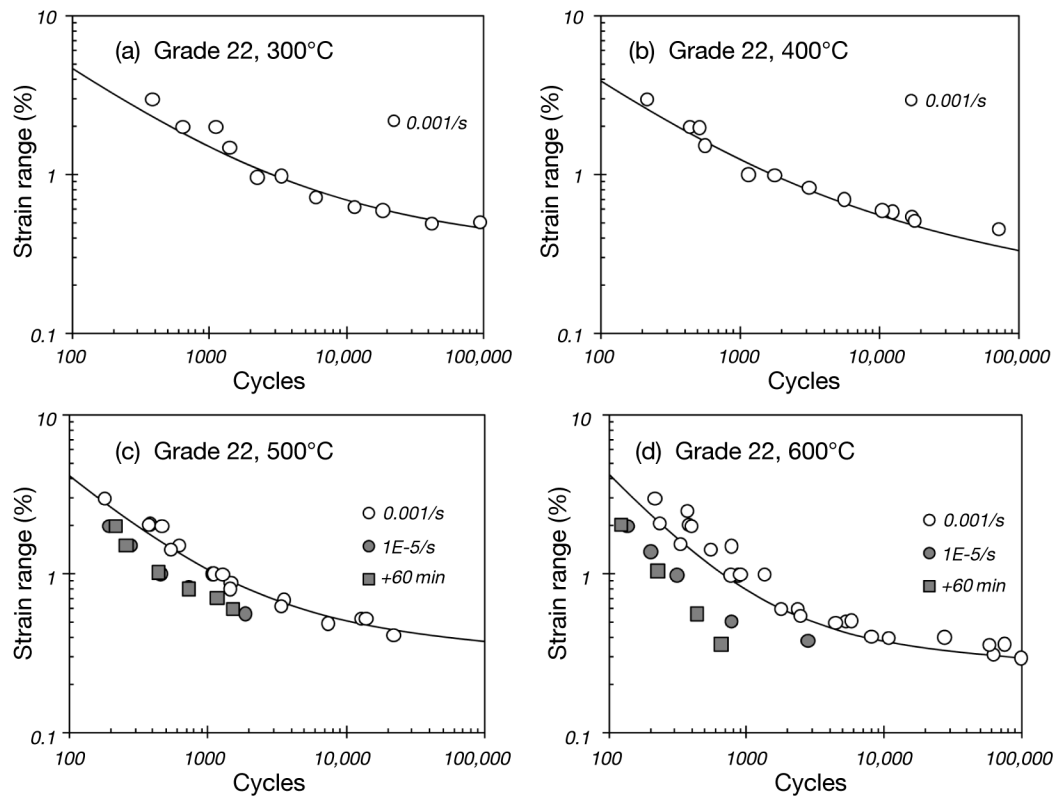 10
1
0.1
Strain range (%)
(a) Grade 22, 300°C
0.001/s
100
1000
10,000
100,000
Cycles
10
1
0.1
Strain range (%)
(b) Grade 22, 400°C
0.001/s
100
1000
10,000
100,000
Cycles
10
1
0.1
Strain range (%)
(c) Grade 22, 500°C
0.001/s
1E-5/s
+60 min
100
1000
10,000
100,000
Cycles
10
1
0.1
Strain range (%)
(d) Grade 22, 600°C
0.001/s
1E-5/s
+60 min
100
1000
10,000
100,000
Cycles